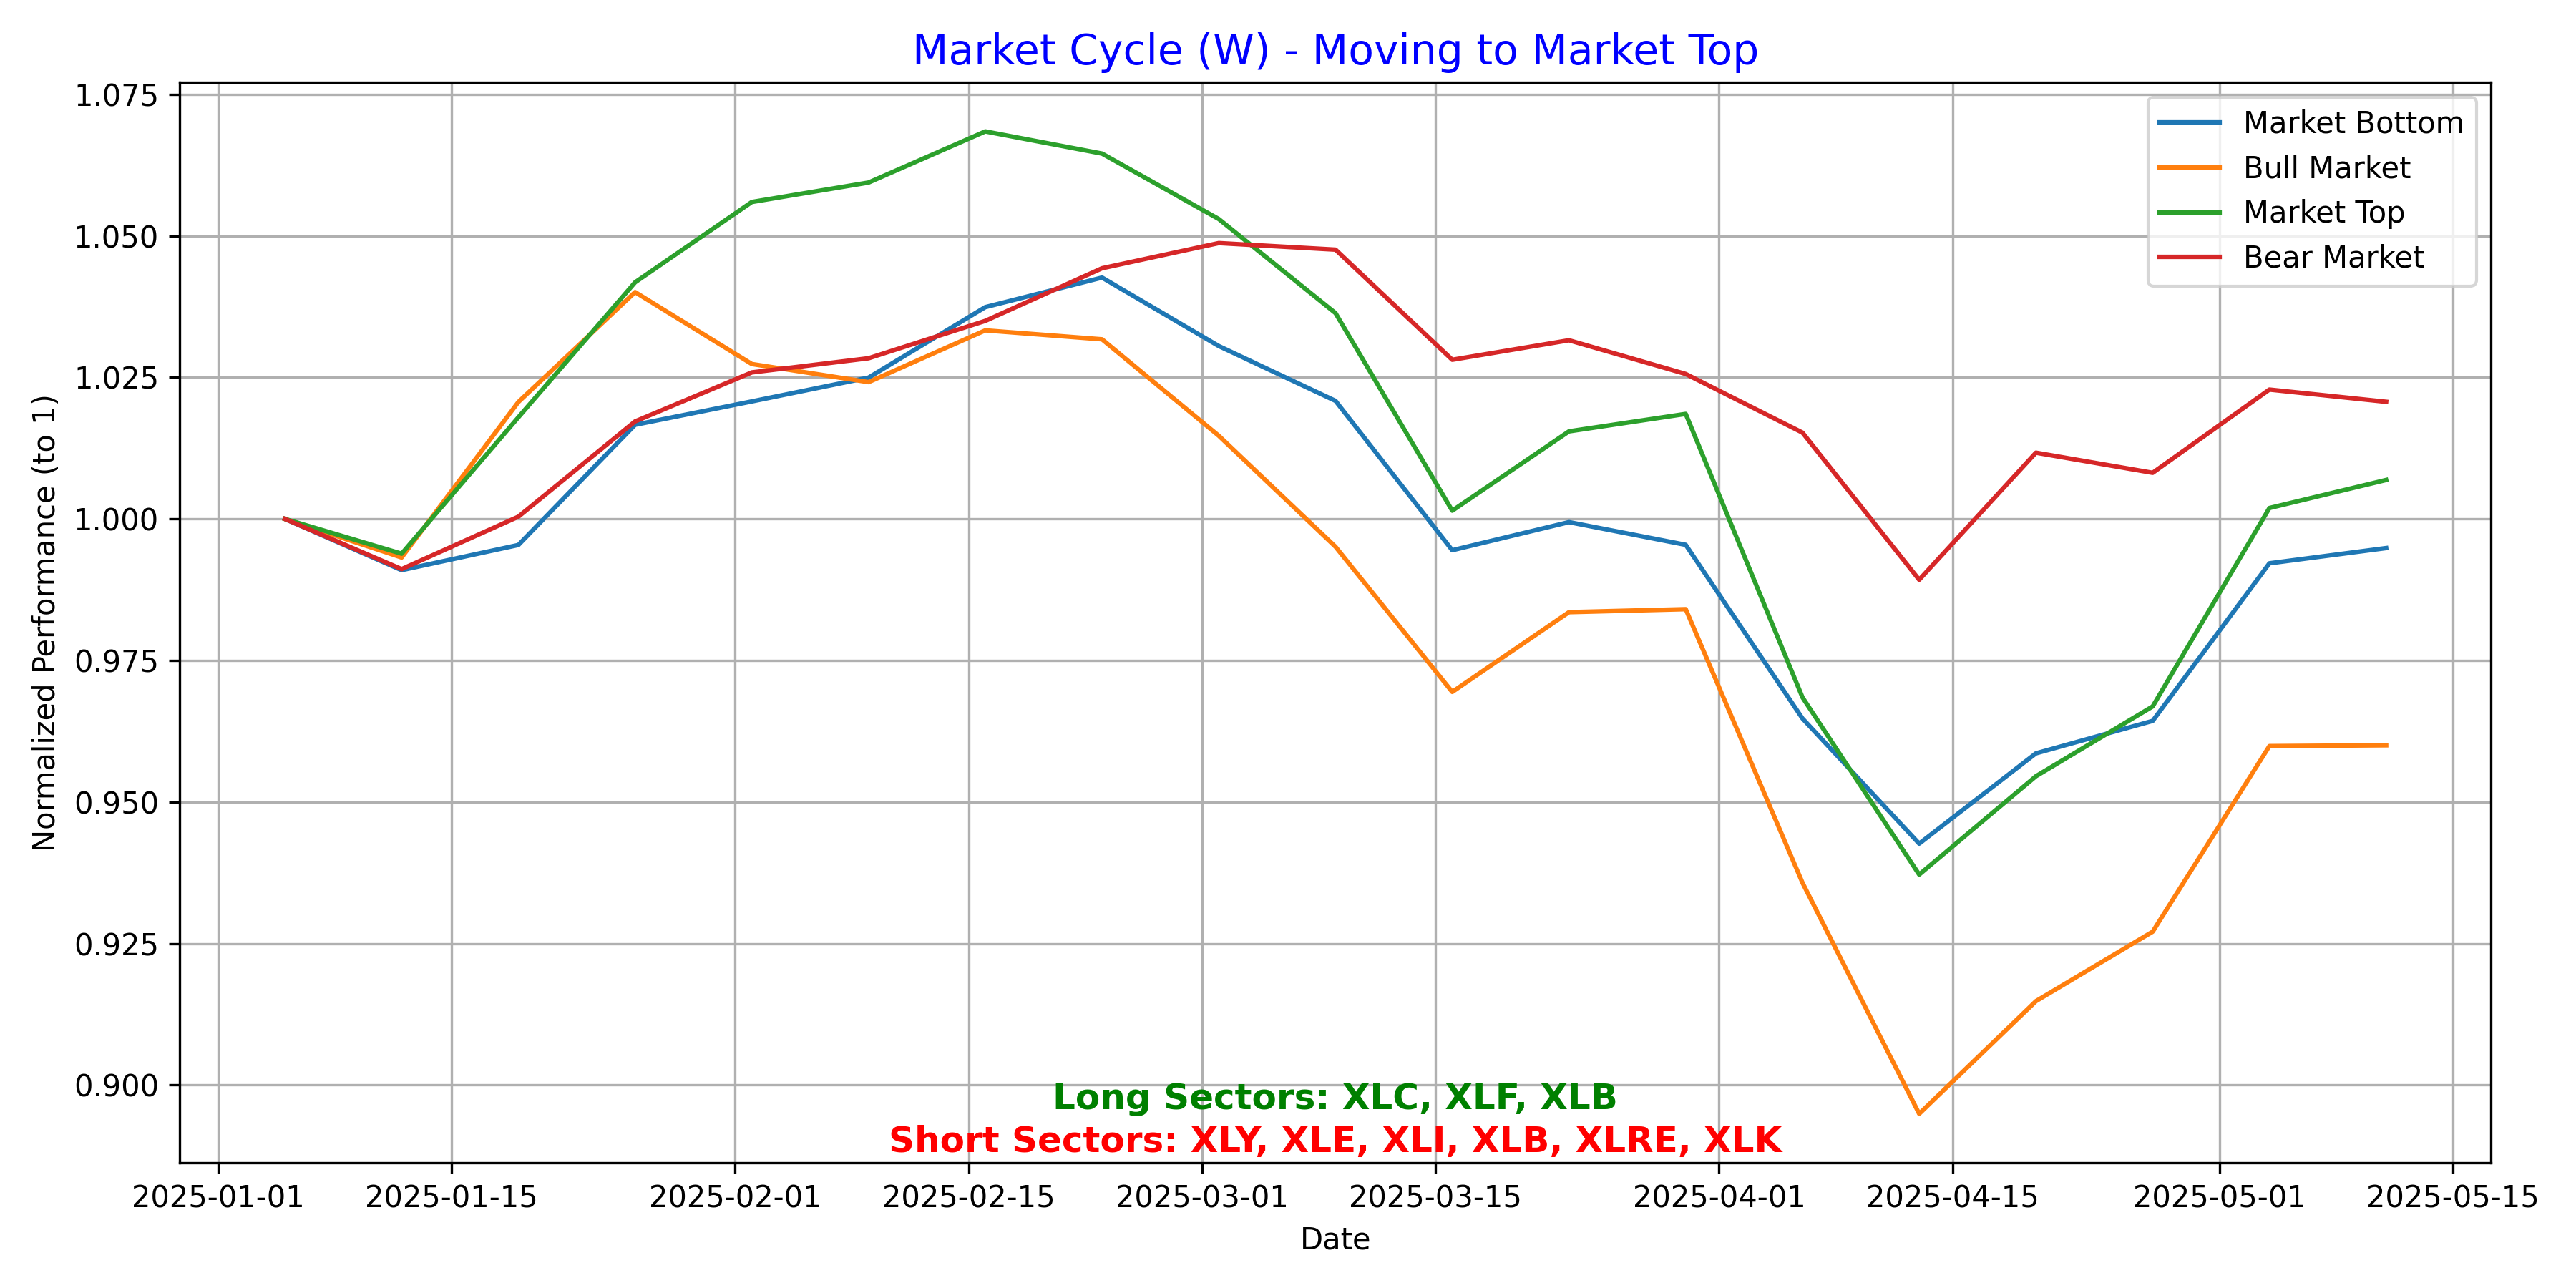 Market Cycle (W) - Moving to Market Top
1.075
1.050
1.025
1.000
0.975
0.950
0.925
0.900
Normalized Performance (to 1)
Market Bottom
Bull Market
Market Top
Bear Market
Long Sectors: XLC, XLF, XLB
Short Sectors: XLY, XLE, XLI, XLB, XLRE, XLK
2025-01-01 2025-01-15 2025-02-01 2025-02-15 2025-03-01 2025-03-15 2025-04-01 2025-04-15 2025-05-01 2025-05-15
Date